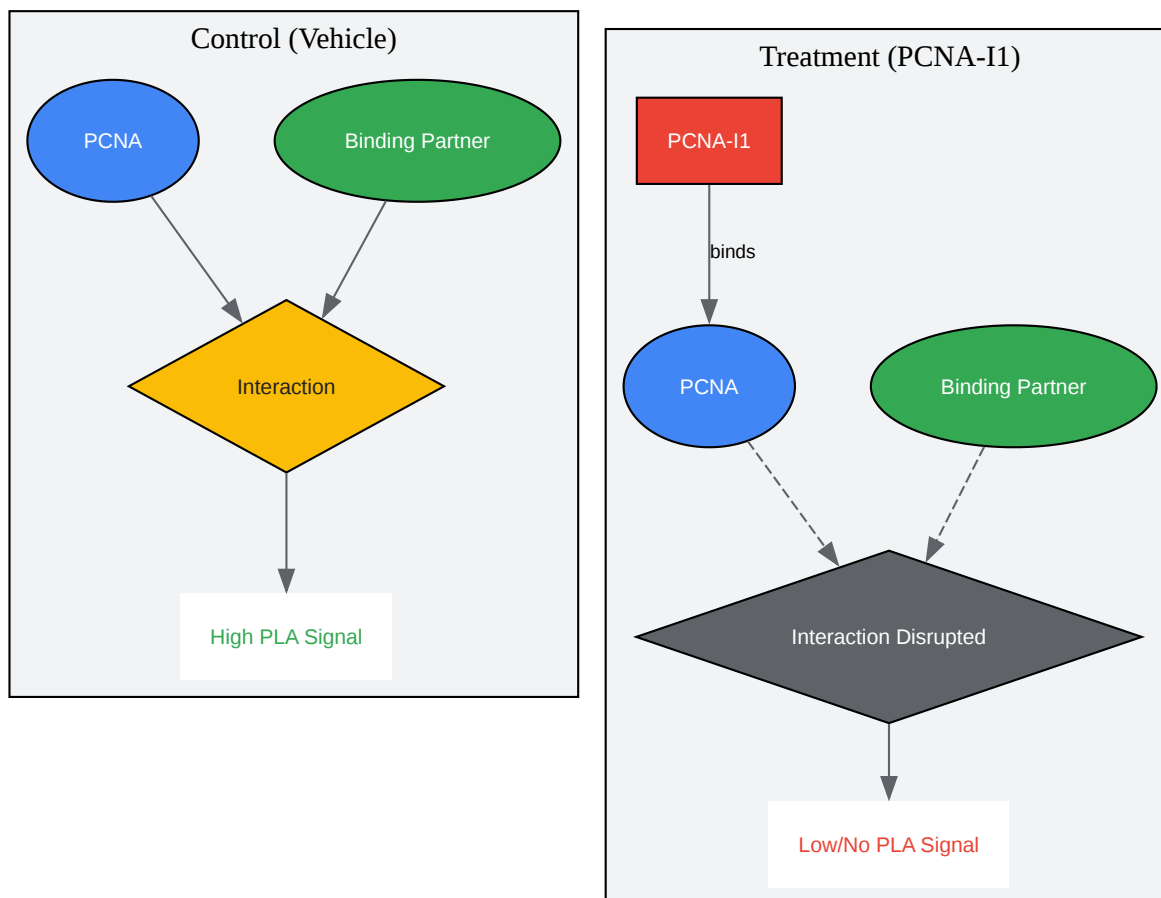 Control (Vehicle)
PCNA
Binding Partner
Interaction
High PLA Signal
Treatment (PCNA-I1)
PCNA-I1
binds
PCNA
Binding Partner
Interaction Disrupted
Low/No PLA Signal